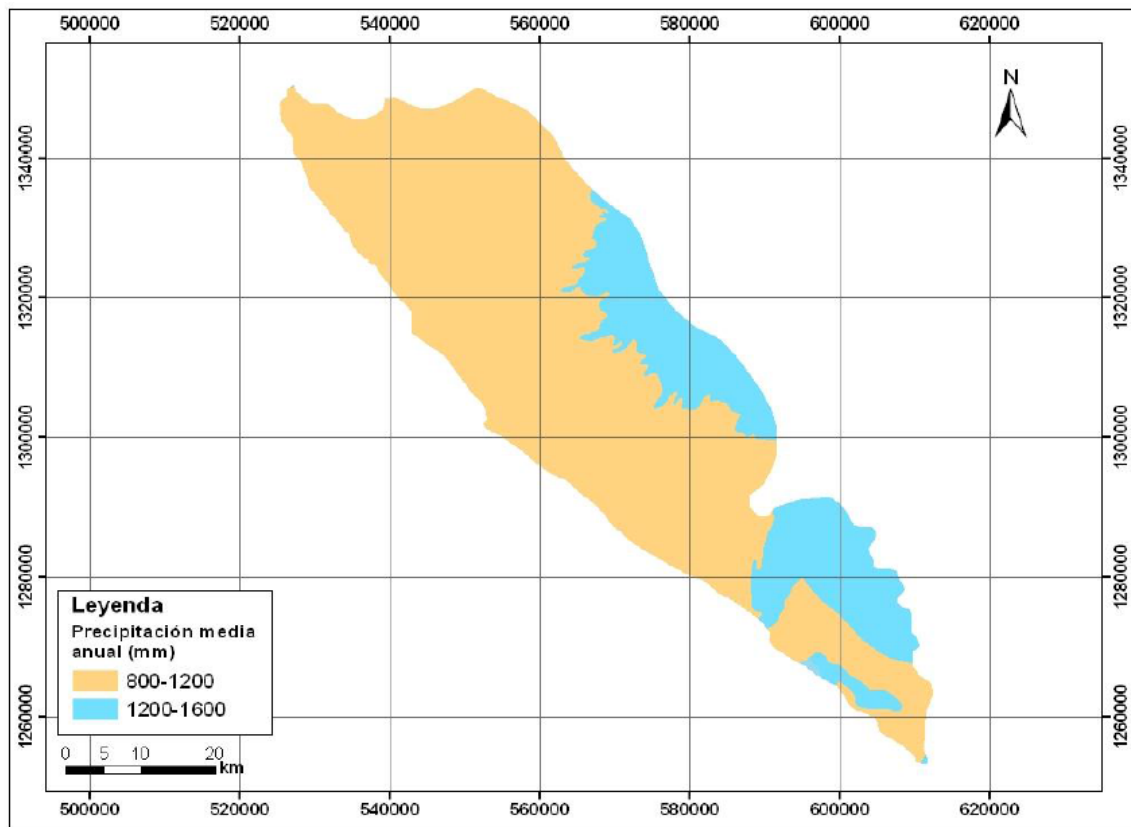 500000 520000 540000 560000 580000 600000 620000
N
1340000 1340000
1320000 1320000
1300000 1300000
1280000 1280000
1260000 1260000
Leyenda
Precipitación media
anual (mm)
800-1200
1200-1600
0 5 10 20
km
500000 520000 540000 560000 580000 600000 620000